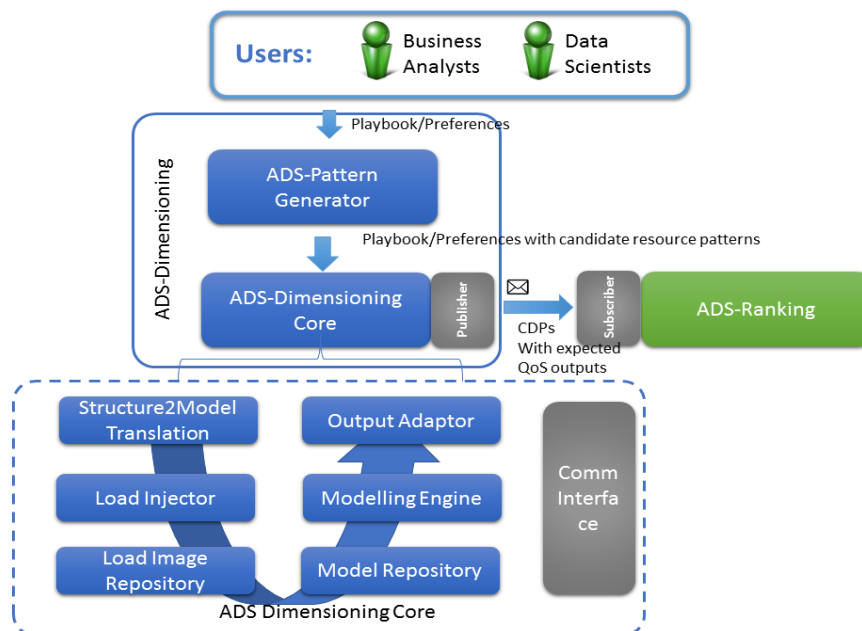 Users:
Business
Analysts
Data
Scientists
Playbook/Preferences
ADS-Dimensioning
ADS-Pattern
Generator
Playbook/Preferences with candidate resource patterns
ADS-Dimensioning
Core
Publisher
CDPs
With expected
QoS outputs
Subscriber
ADS-Ranking
Structure2Model
Translation
Output Adaptor
Load Injector
Modelling Engine
Load Image
Repository
Model Repository
Comm
Interfa
ce
ADS Dimensioning Core